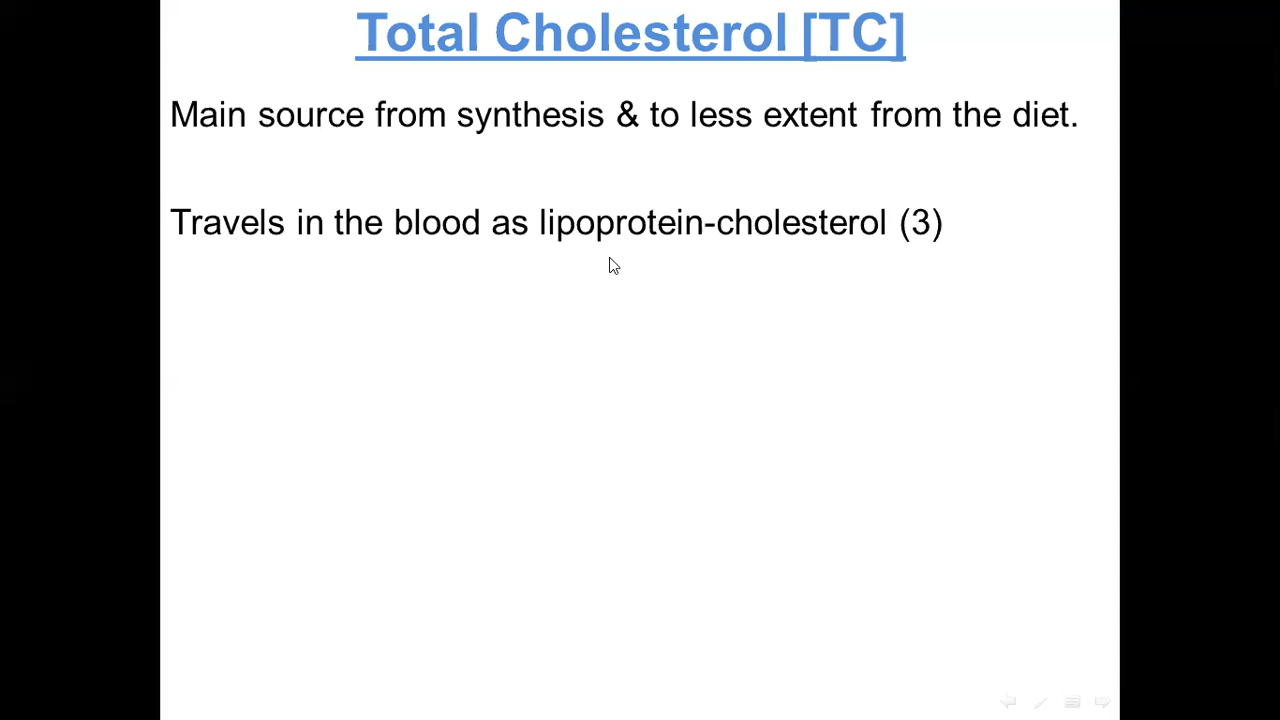 Total Cholesterol [TC]
Main source from synthesis & to less extent from the diet.
Travels in the blood as lipoprotein-cholesterol (3)